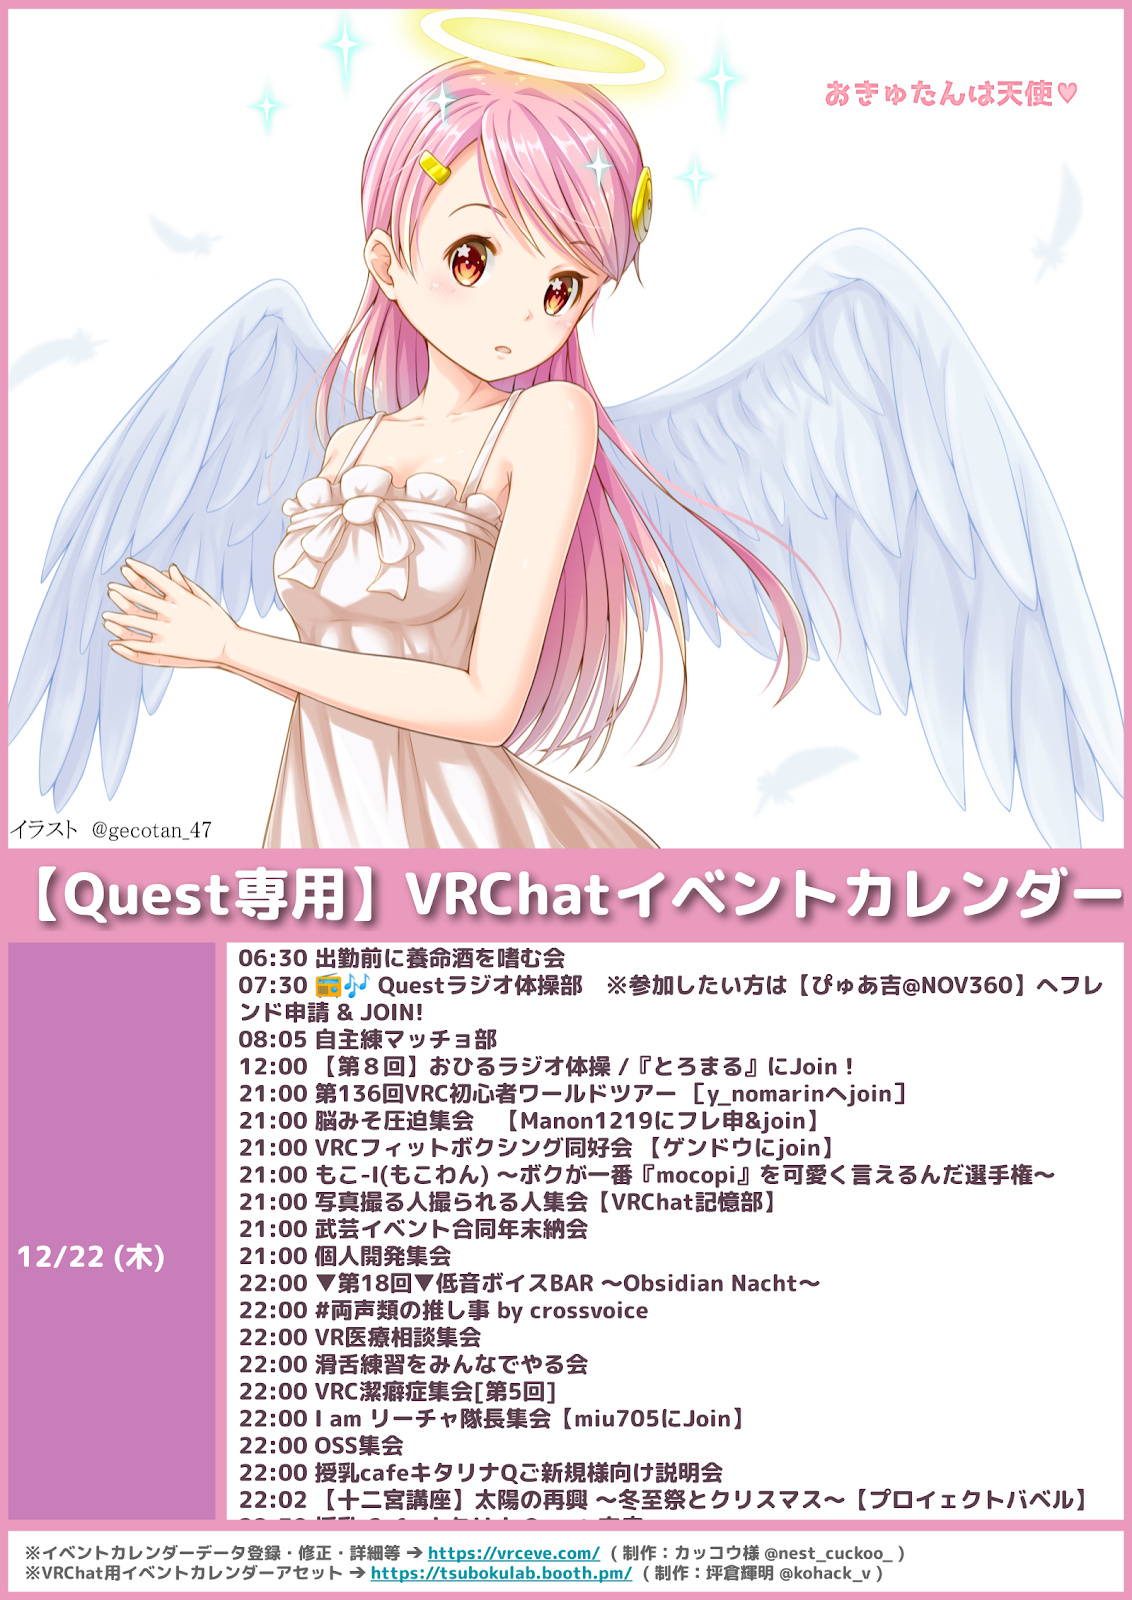 おきゅたんは天使♥
イラスト @gecotan_47
【Quest専用】VRChatイベントカレンダー
12/22 (木)
06:30 出勤前に養命酒を嗜む会
07:30 📻🎶 Questラジオ体操部　※参加したい方は【ぴゅあ吉@NOV360】へフレ
ンド申請 & JOIN!
08:05 自主練マッチョ部
12:00 【第８回】おひるラジオ体操 /『とろまる』にJoin！
21:00 第136回VRC初心者ワールドツアー ［y_nomarinへjoin］
21:00 脳みそ圧迫集会　【Manon1219にフレ申&join】
21:00 VRCフィットボクシング同好会 【ゲンドウにjoin】
21:00 もこ-I(もこわん) ～ボクが一番『mocopi』を可愛く言えるんだ選手権～
21:00 写真撮る人撮られる人集会【VRChat記憶部】
21:00 武芸イベント合同年末納会
21:00 個人開発集会
22:00 ▼第18回▼低音ボイスBAR ～Obsidian Nacht～
22:00 #両声類の推し事 by crossvoice
22:00 VR医療相談集会
22:00 滑舌練習をみんなでやる会
22:00 VRC潔癖症集会[第5回]
22:00 I am リーチャ隊長集会【miu705にJoin】
22:00 OSS集会
22:00 授乳cafeキタリナQご新規様向け説明会
22:02 【十二宮講座】太陽の再興 ～冬至祭とクリスマス～【プロイェクトバベル】
※イベントカレンダーデータ登録・修正・詳細等 ➔ https://vrceve.com/ ( 制作：カッコウ様 @nest_cuckoo_ )
※VRChat用イベントカレンダーアセット ➔ https://tsubokulab.booth.pm/ ( 制作：坪倉輝明 @kohack_v )